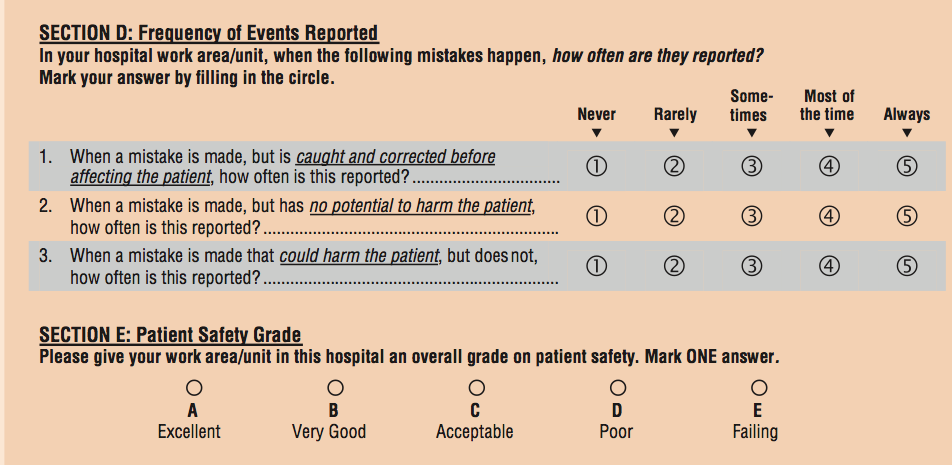 SECTION D: Frequency of Events Reported
In your hospital work area/unit, when the following mistakes happen, how often are they reported?
Mark your answer by filling in the circle.
Never Rarely Some-times Most of the time Always
▼ ▼ ▼ ▼ ▼
1. When a mistake is made, but is caught and corrected before
affecting the patient, how often is this reported? ................................. ① ② ③ ④ ⑤
2. When a mistake is made, but has no potential to harm the patient,
how often is this reported? .................................................................. ① ② ③ ④ ⑤
3. When a mistake is made that could harm the patient, but does not,
how often is this reported? .................................................................. ① ② ③ ④ ⑤
SECTION E: Patient Safety Grade
Please give your work area/unit in this hospital an overall grade on patient safety. Mark ONE answer.
○ ○ ○ ○ ○
A B C D E
Excellent Very Good Acceptable Poor Failing